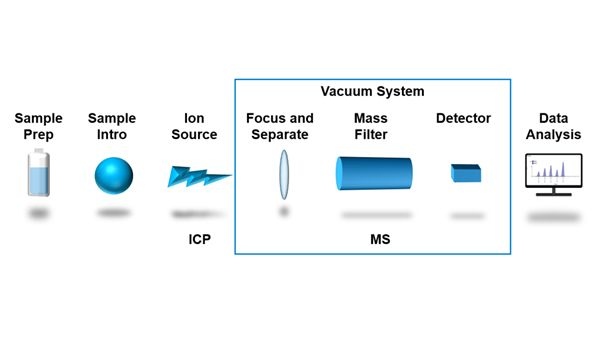 Vacuum System
Sample
Prep
Sample
Intro
Ion
Source
Focus and
Separate
Mass
Filter
Detector
Data
Analysis
ICP
MS